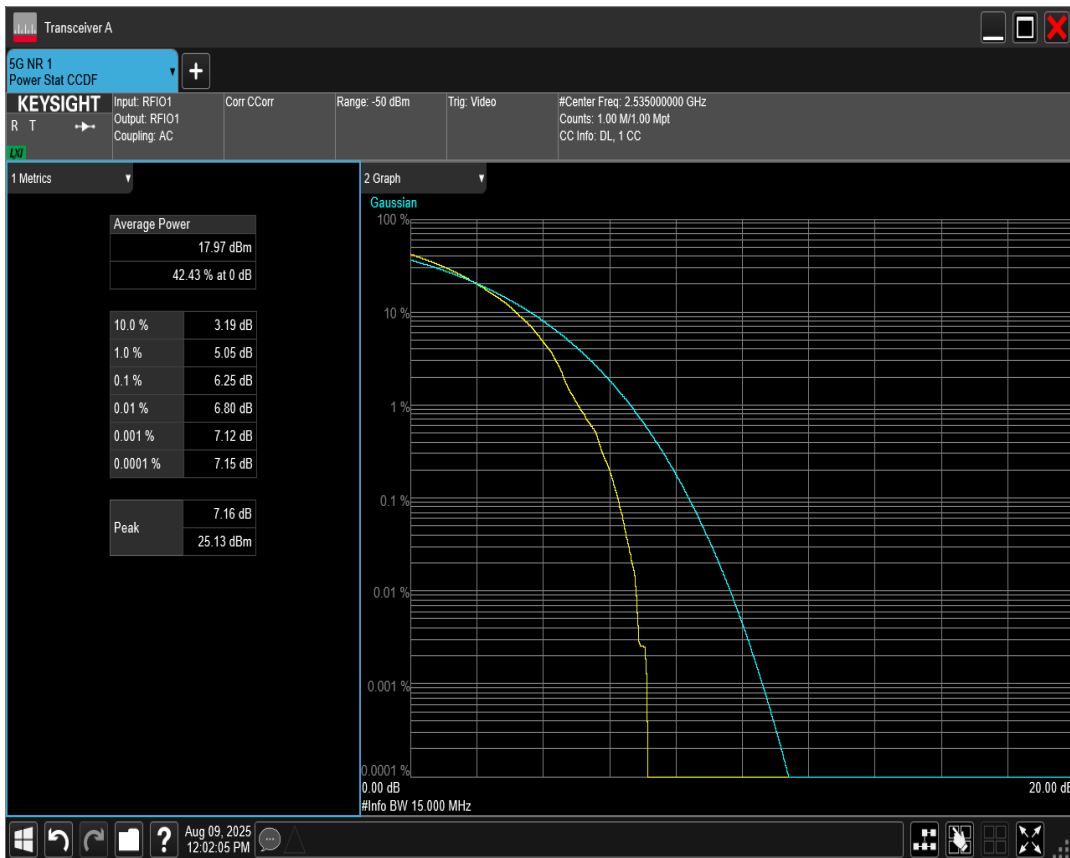 Transceiver A
5G NR 1
Power Stat CCDF
KEYSIGHT
R T
LXI
Input: RFIO1
Output: RFIO1
Coupling: AC
Corr CCorr
Range: -50 dBm
Trig: Video
#Center Freq: 2.535000000 GHz
Counts: 1.00 M/1.00 Mpt
CC Info: DL, 1 CC
1 Metrics
Average Power
17.97 dBm
42.43 % at 0 dB
10.0 % 3.19 dB
1.0 % 5.05 dB
0.1 % 6.25 dB
0.01 % 6.80 dB
0.001 % 7.12 dB
0.0001 % 7.15 dB
Peak
7.16 dB
25.13 dBm
2 Graph
Gaussian
100 %
10 %
1 %
0.1 %
0.01 %
0.001 %
0.0001 %
0.00 dB
20.00 dB
#Info BW 15.000 MHz
?
Aug 09, 2025
12:02:05 PM